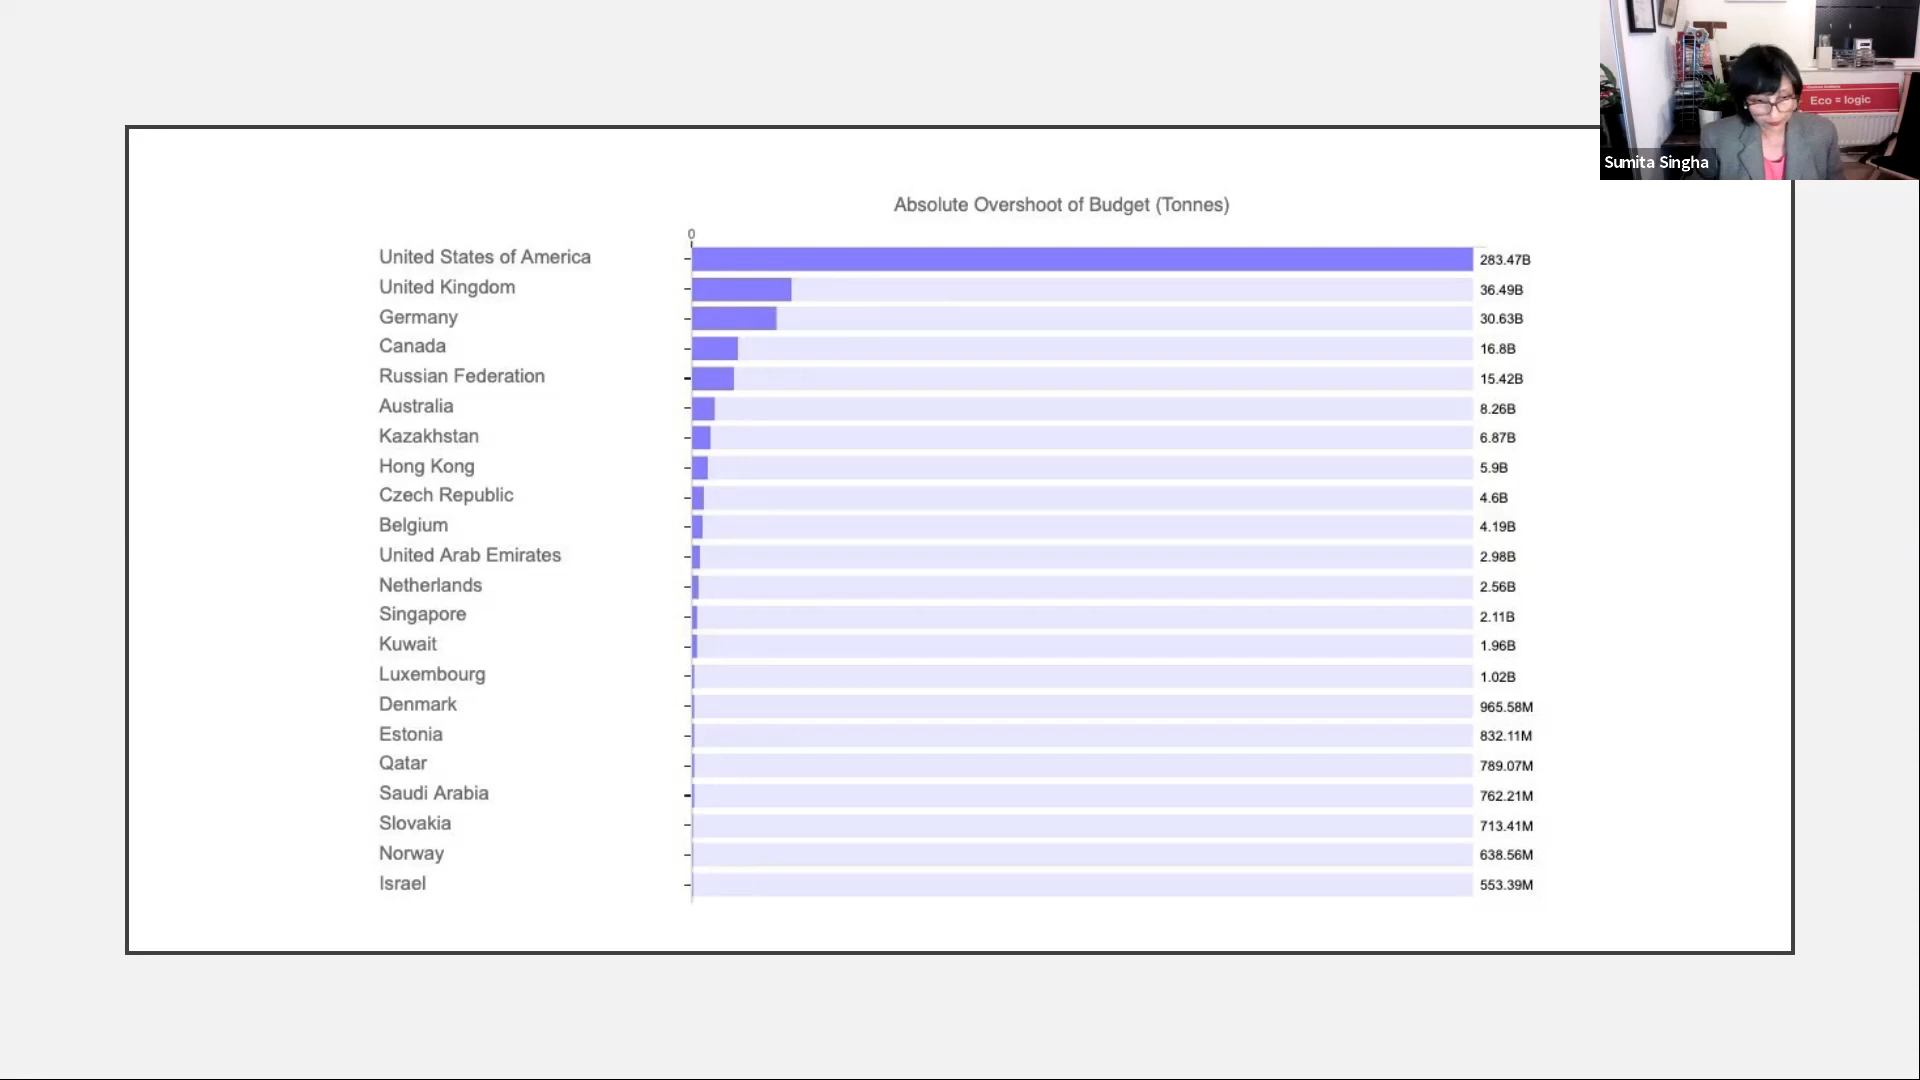 Eco = logic
Sumita Singha
Absolute Overshoot of Budget (Tonnes)
0
United States of America 283.47B
United Kingdom 36.49B
Germany 30.63B
Canada 16.8B
Russian Federation 15.42B
Australia 8.26B
Kazakhstan 6.87B
Hong Kong 5.9B
Czech Republic 4.6B
Belgium 4.19B
United Arab Emirates 2.98B
Netherlands 2.56B
Singapore 2.11B
Kuwait 1.96B
Luxembourg 1.02B
Denmark 965.58M
Estonia 832.11M
Qatar 789.07M
Saudi Arabia 762.21M
Slovakia 713.41M
Norway 638.56M
Israel 553.39M